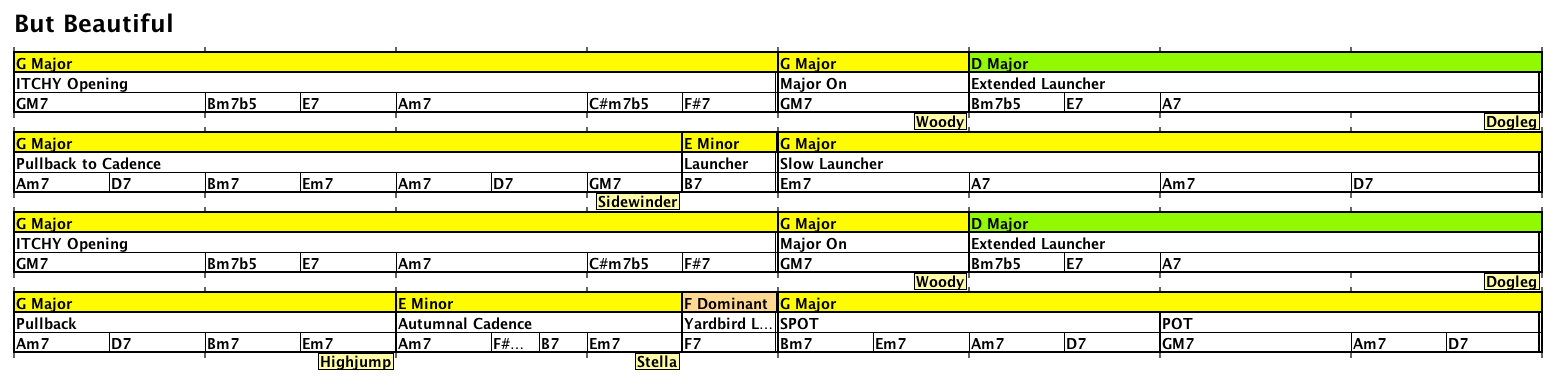 But Beautiful
G Major G Major D Major
ITCHY Opening Major On Extended Launcher
GM7 Bm7b5 E7 Am7 C#m7b5 F#7 GM7 Bm7b5 E7 A7
Woody Dogleg
G Major E Minor G Major
Pullback to Cadence Launcher Slow Launcher
Am7 D7 Bm7 Em7 Am7 D7 GM7 B7 Em7 A7 Am7 D7
Sidewinder
G Major G Major D Major
ITCHY Opening Major On Extended Launcher
GM7 Bm7b5 E7 Am7 C#m7b5 F#7 GM7 Bm7b5 E7 A7
Woody Dogleg
G Major E Minor F Dominant G Major
Pullback Autumnal Cadence Yardbird L... SPOT POT
Am7 D7 Bm7 Em7 Am7 F#... B7 Em7 F7 Bm7 Em7 Am7 D7 GM7 Am7 D7
Highjump Stella